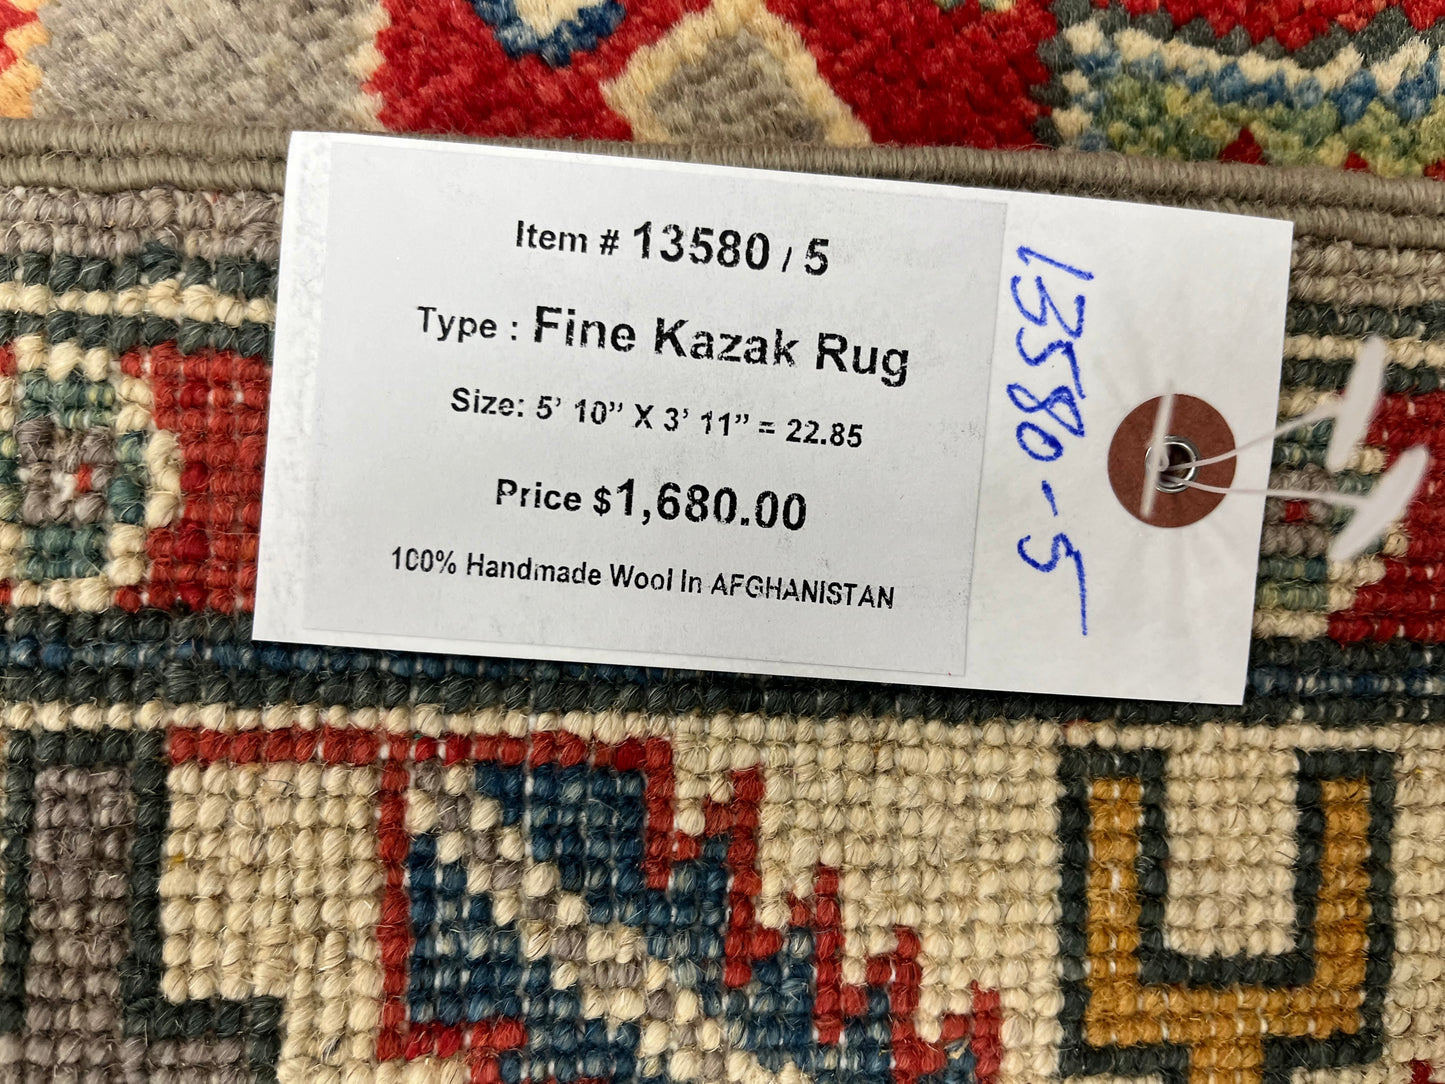 Item # 13580 / 5
Type : Fine Kazak Rug
Size: 5’ 10” X 3’ 11” = 22.85
Price $1,680.00
100% Handmade Wool In AFGHANISTAN
13580-5